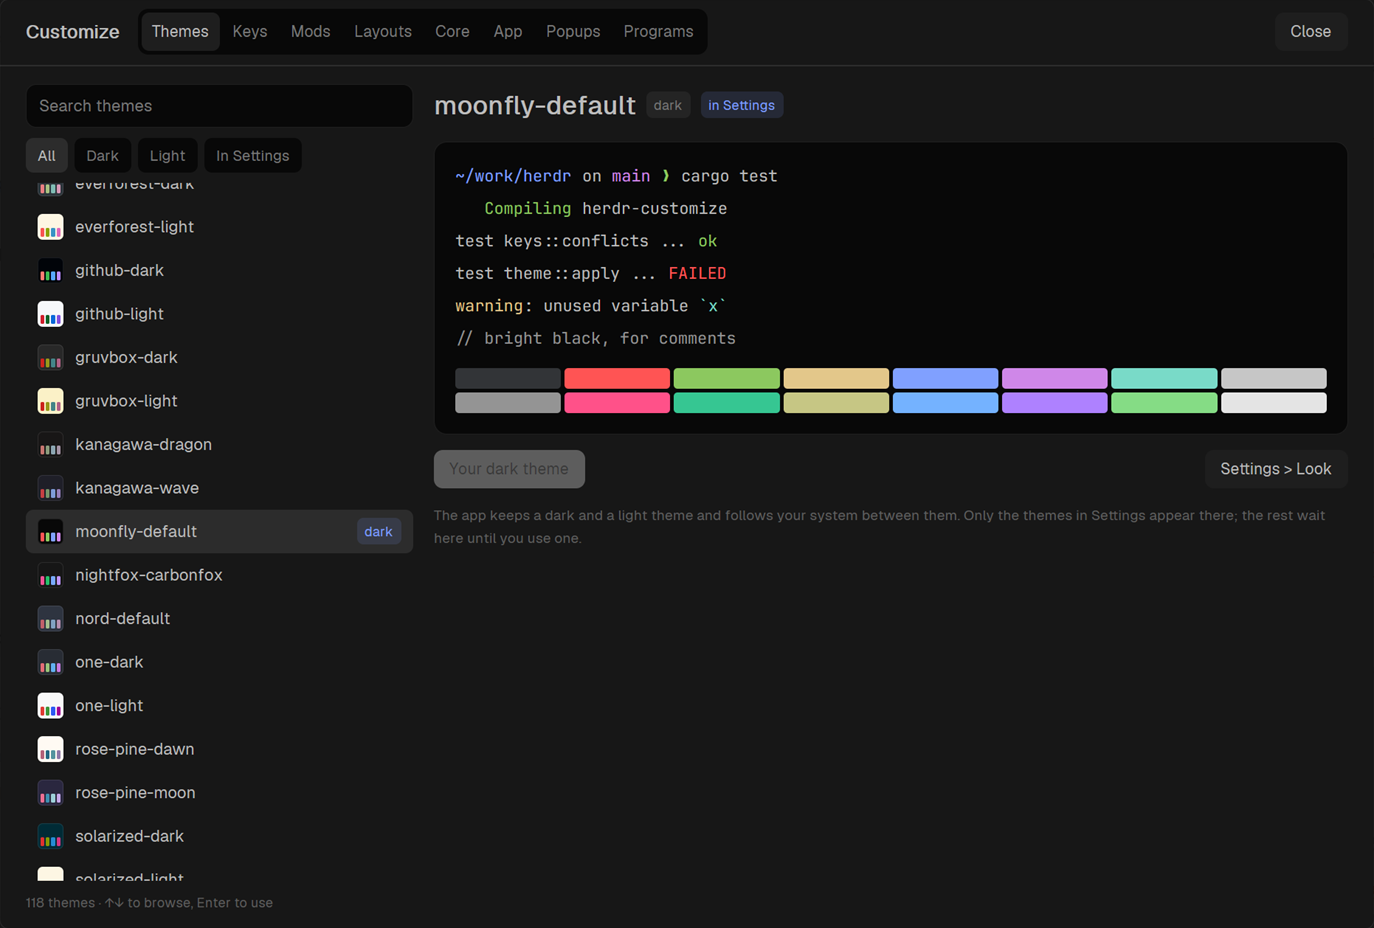 Customize
Themes Keys Mods Layouts Core App Popups Programs
Close
Search themes
All Dark Light In Settings
everforest-dark
everforest-light
github-dark
github-light
gruvbox-dark
gruvbox-light
kanagawa-dragon
kanagawa-wave
moonfly-default dark
nightfox-carbonfox
nord-default
one-dark
one-light
rose-pine-dawn
rose-pine-moon
solarized-dark
solarized-light
118 themes · ↑↓ to browse, Enter to use
moonfly-default dark in Settings
~/work/herdr on main ❯ cargo test
Compiling herdr-customize
test keys::conflicts ... ok
test theme::apply ... FAILED
warning: unused variable `x`
// bright black, for comments
Your dark theme
Settings > Look
The app keeps a dark and a light theme and follows your system between them. Only the themes in Settings appear there; the rest wait
here until you use one.